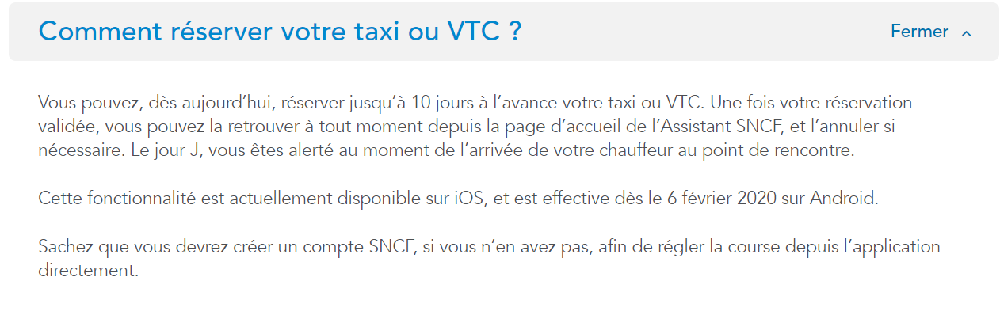 Comment réserver votre taxi ou VTC ?
Fermer
Vous pouvez, dès aujourd’hui, réserver jusqu’à 10 jours à l’avance votre taxi ou VTC. Une fois votre réservation
validée, vous pouvez la retrouver à tout moment depuis la page d’accueil de l’Assistant SNCF, et l’annuler si
nécessaire. Le jour J, vous êtes alerté au moment de l’arrivée de votre chauffeur au point de rencontre.
Cette fonctionnalité est actuellement disponible sur iOS, et est effective dès le 6 février 2020 sur Android.
Sachez que vous devrez créer un compte SNCF, si vous n’en avez pas, afin de régler la course depuis l’application
directement.